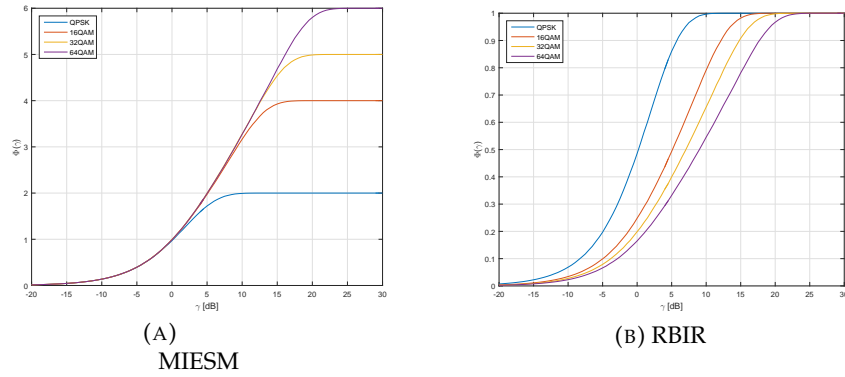 6
5
4
3
2
1
0
Φ(γ)
QPSK
16QAM
32QAM
64QAM
-20 -15 -10 -5 0 5 10 15 20 25 30
γ [dB]
(A)
MIESM
1
0.9
0.8
0.7
0.6
0.5
0.4
0.3
0.2
0.1
0
Φ(γ)
QPSK
16QAM
32QAM
64QAM
-20 -15 -10 -5 0 5 10 15 20 25 30
γ [dB]
(B) RBIR